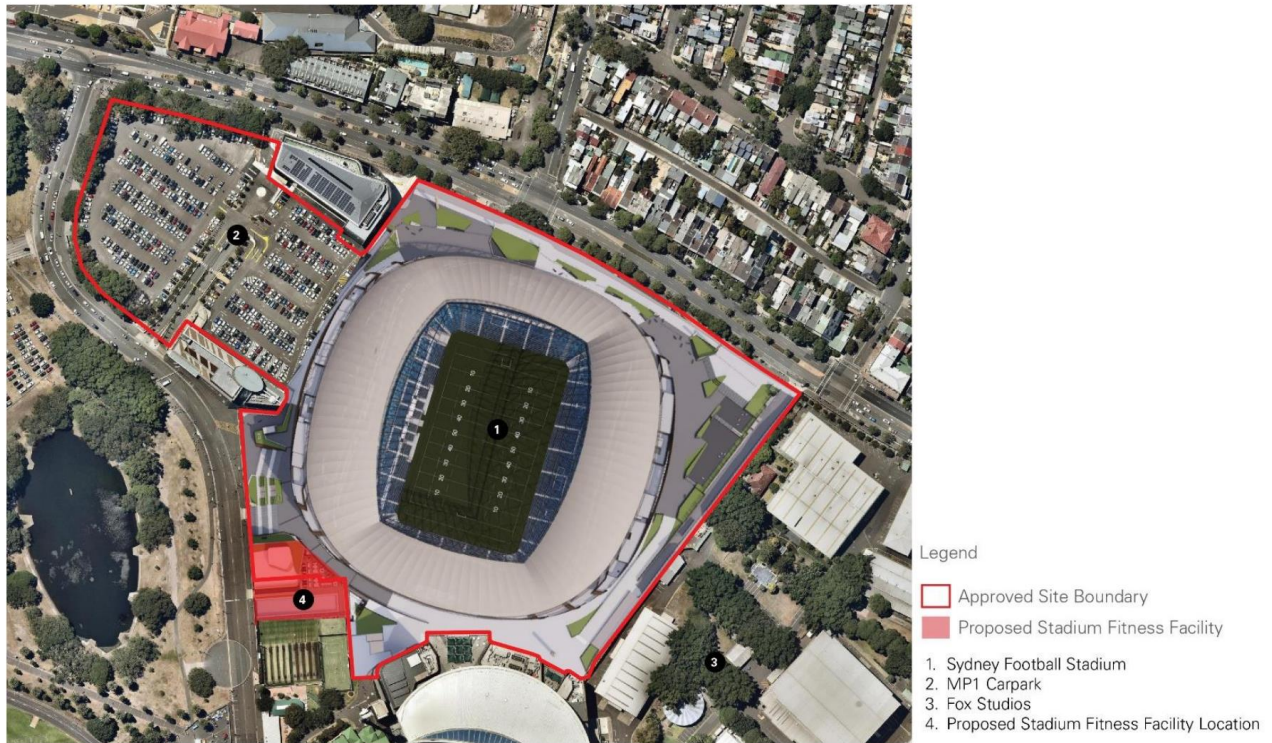 2
1
4
3
Legend
Approved Site Boundary
Proposed Stadium Fitness Facility
1. Sydney Football Stadium
2. MP1 Carpark
3. Fox Studios
4. Proposed Stadium Fitness Facility Location